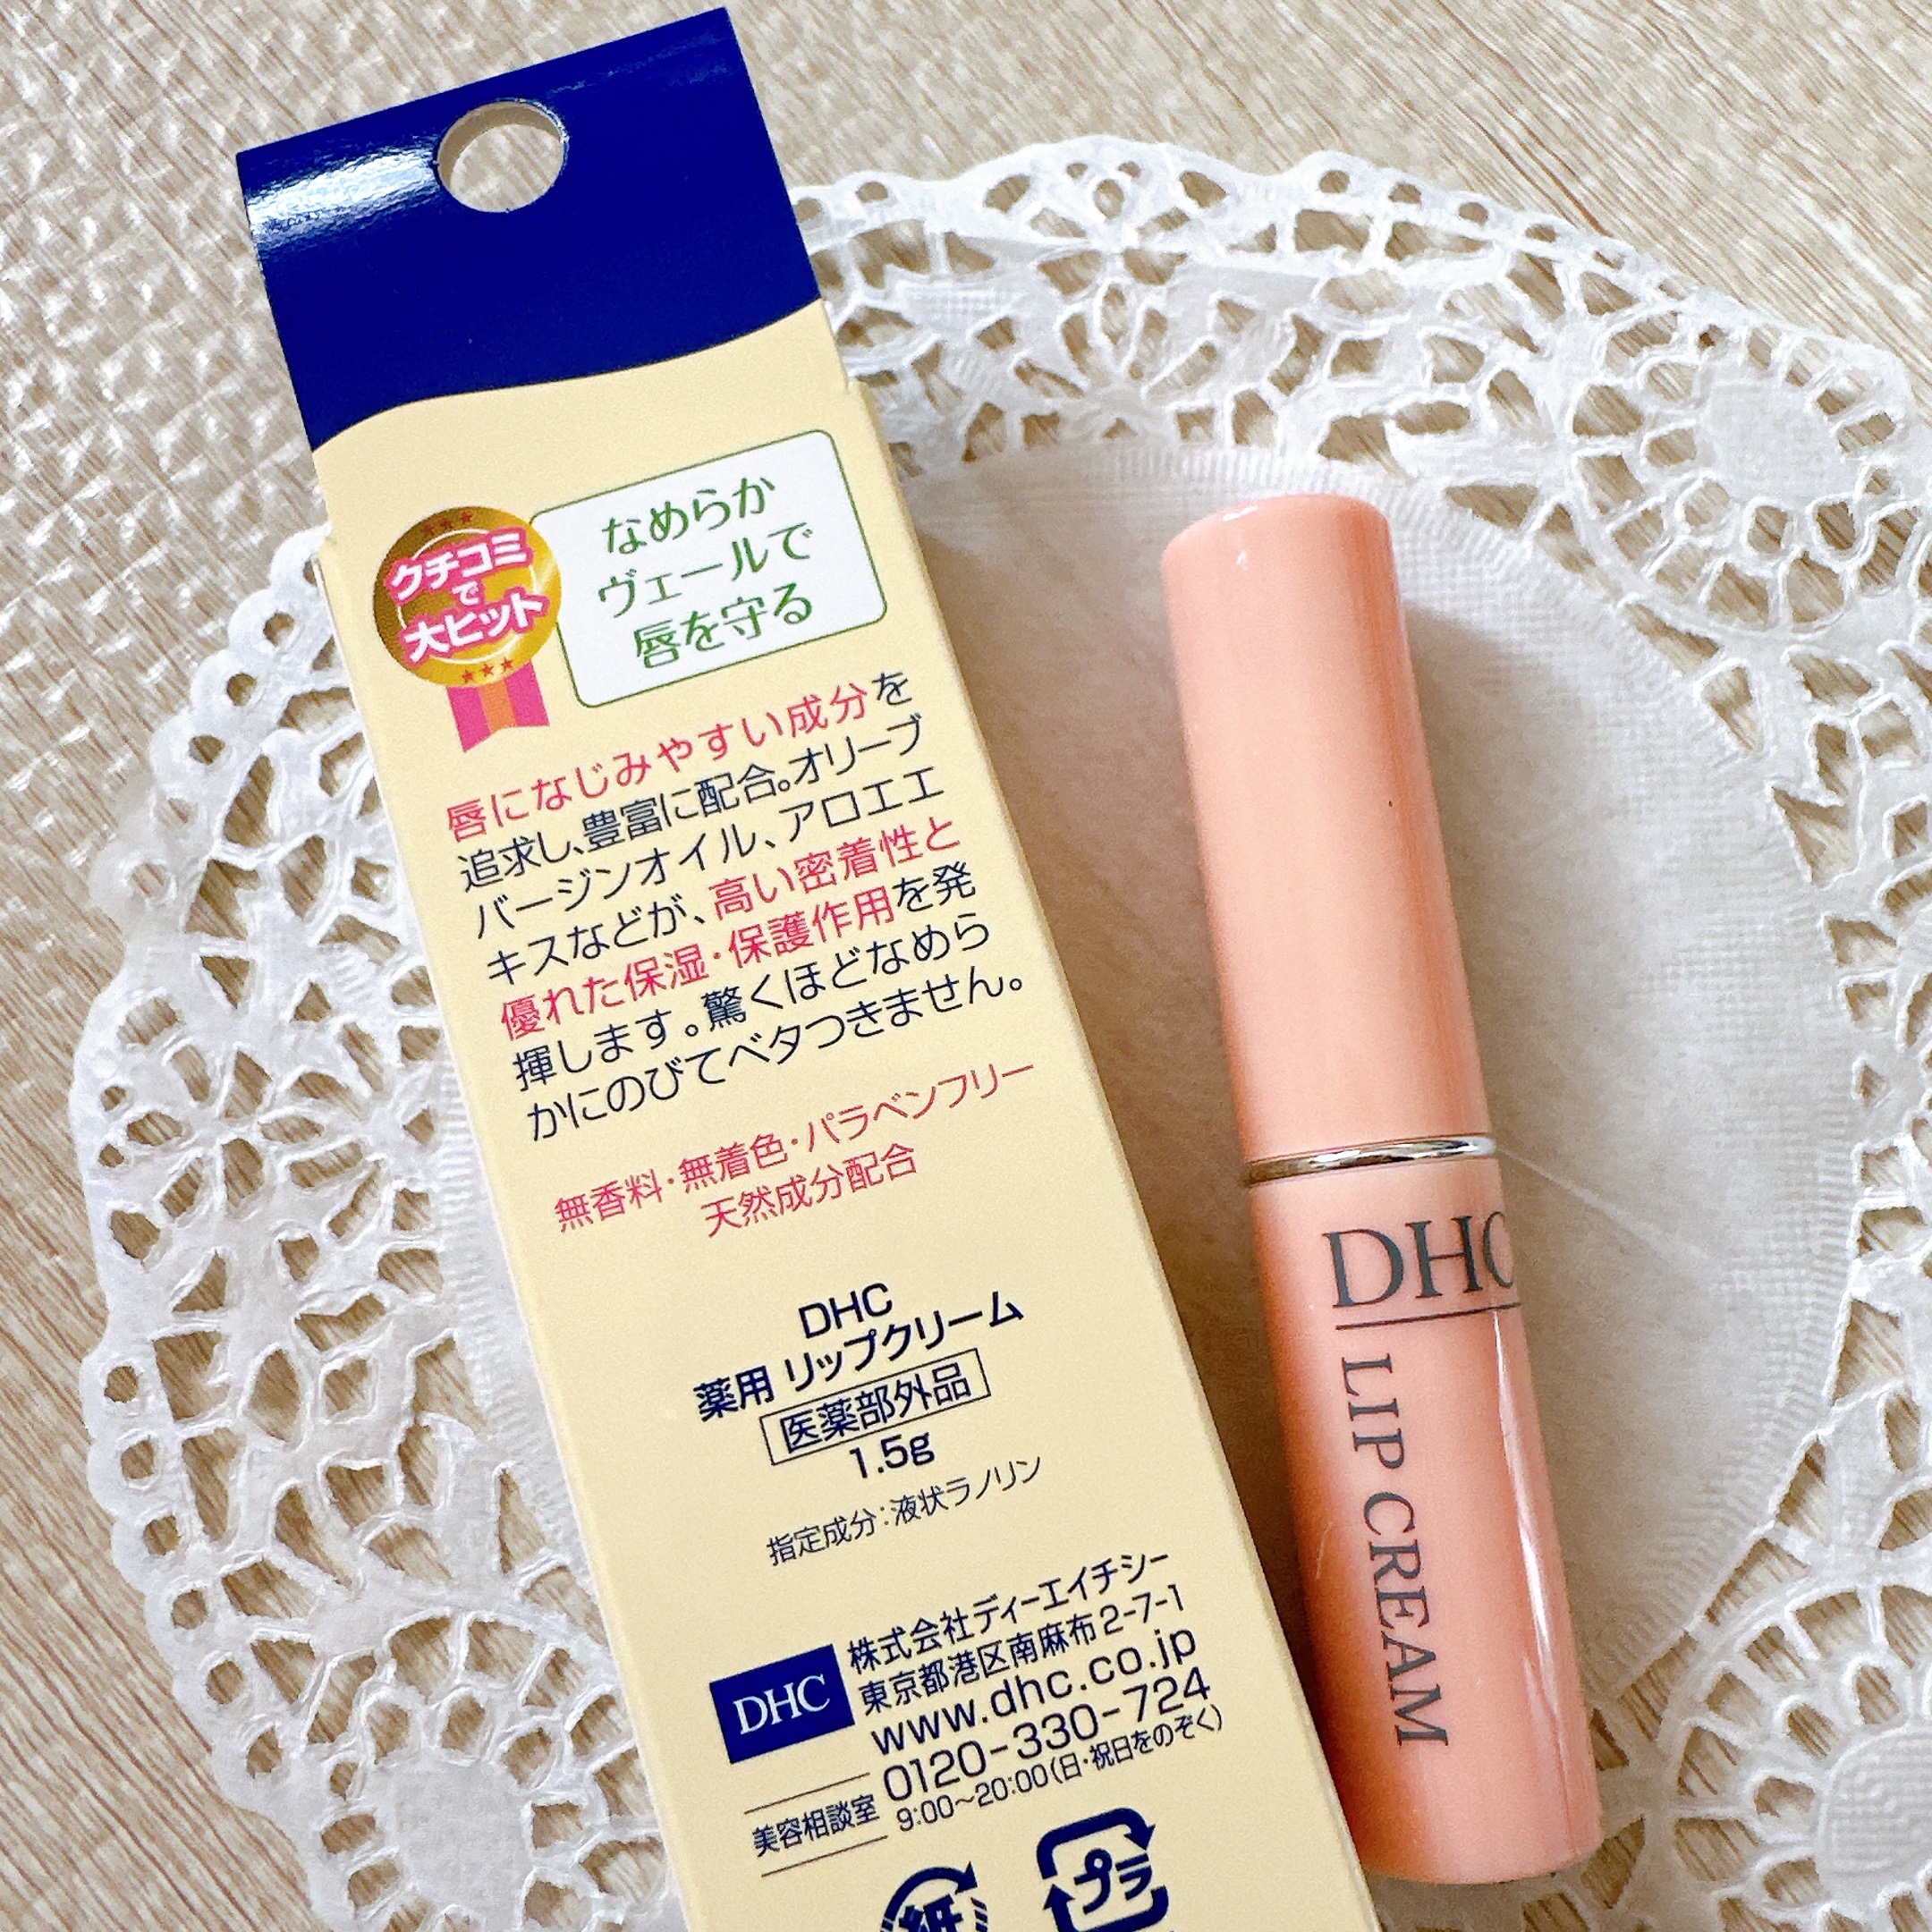 クチコミ
で
大ヒット
なめらか
ヴェールで
唇を守る
唇になじみやすい成分を
追求し、豊富に配合。オリーブ
バージンオイル、アロエエ
キスなどが、高い密着性と
優れた保湿・保護作用を発
揮します。驚くほどなめら
かにのびてベタつきません。
無香料・無着色・パラベンフリー
天然成分配合
DHC
薬用 リップクリーム
医薬部外品
1.5g
指定成分:液状ラノリン
DHC
株式会社ディーエイチシー
東京都港区南麻布2-7-1
www.dhc.co.jp
0120-330-724
美容相談室
9:00〜20:00(日・祝日をのぞく)
紙
プラ
DHC
LIP CREAM